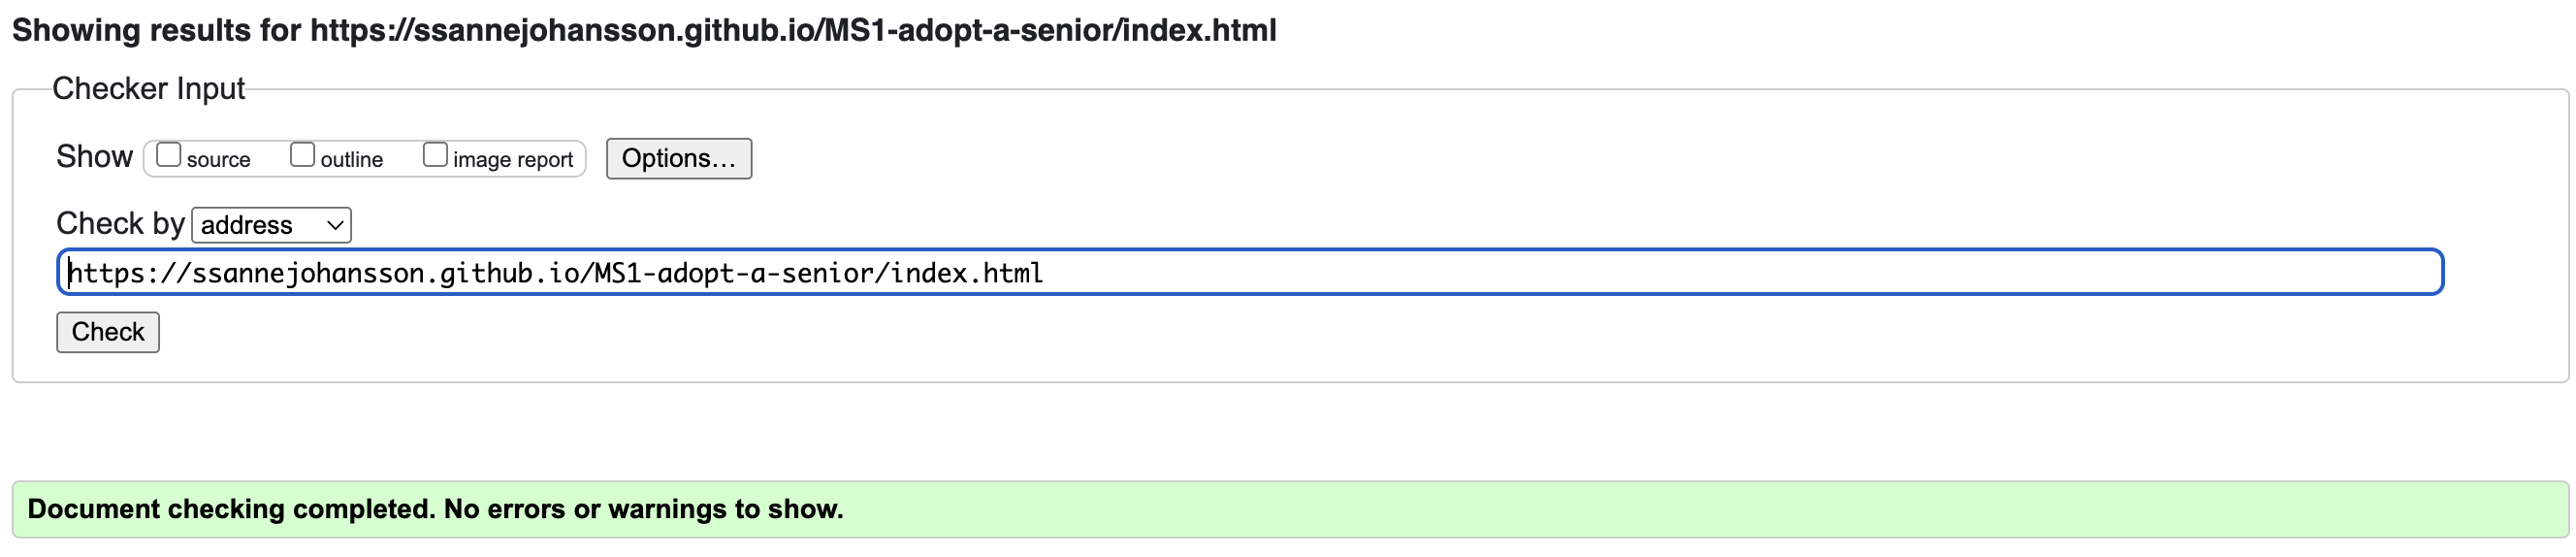 Showing results for https://ssannejohansson.github.io/MS1-adopt-a-senior/index.html
Checker Input
Show source outline image report Options...
Check by address
https://ssannejohansson.github.io/MS1-adopt-a-senior/index.html
Check
Document checking completed. No errors or warnings to show.